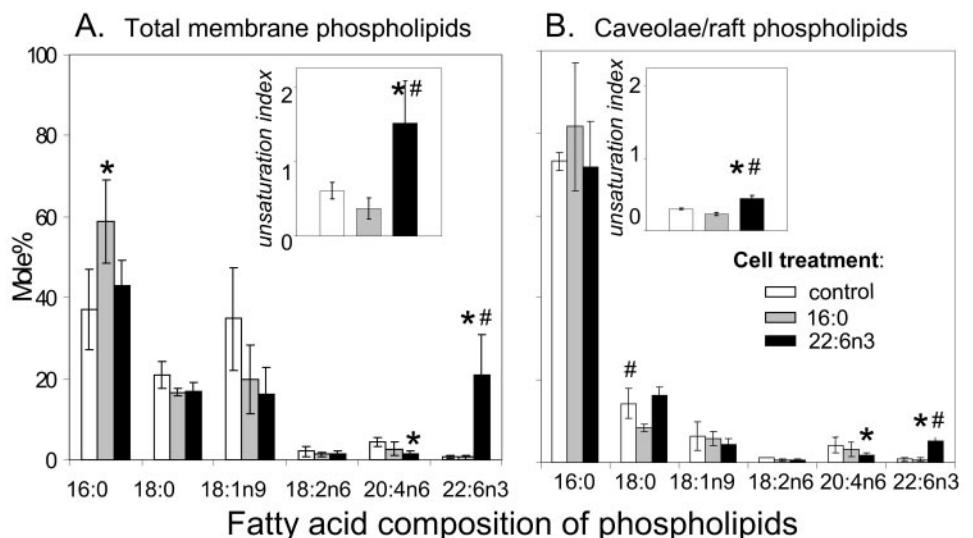 A. Total membrane phospholipids
B. Caveolae/raft phospholipids
Mole%
100
80
60
40
20
0
unsaturation index
2
1
0
*
*#
*#
*
16:0 18:0 18:1n9 18:2n6 20:4n6 22:6n3
unsaturation index
2
1
0
*#
Cell treatment:
control
16:0
22:6n3
#
*
*#
16:0 18:0 18:1n9 18:2n6 20:4n6 22:6n3
Fatty acid composition of phospholipids